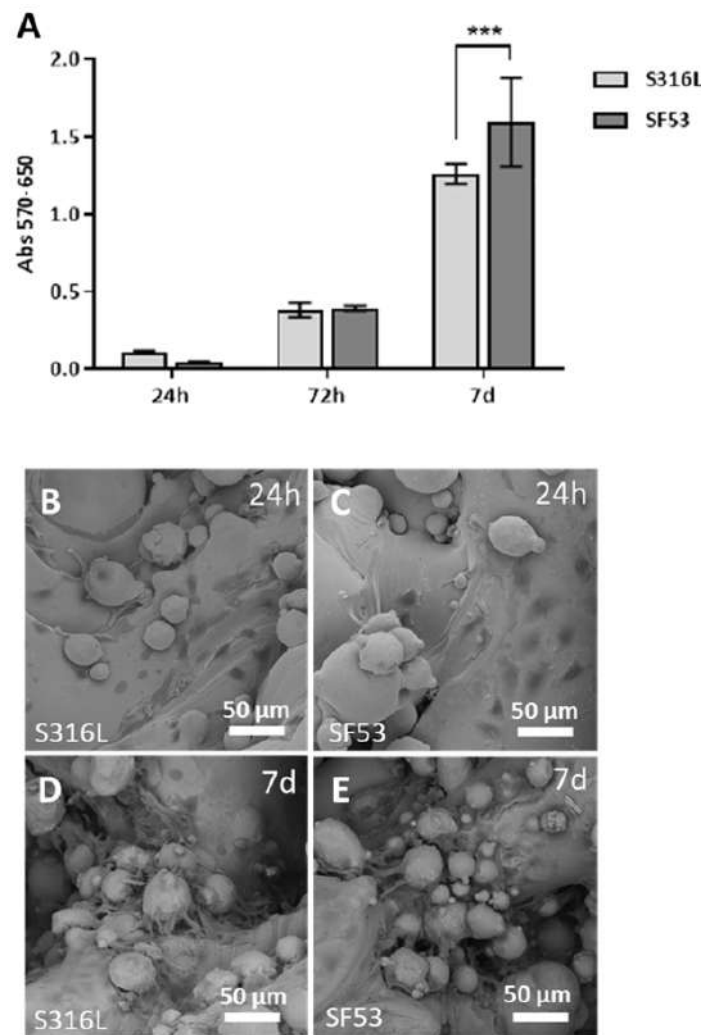 A
***
S316L
SF53
Abs 570-650
2.0
1.5
1.0
0.5
0.0
24h
72h
7d
B
24h
S316L
50 µm
C
24h
SF53
50 µm
D
7d
S316L
50 µm
E
7d
SF53
50 µm